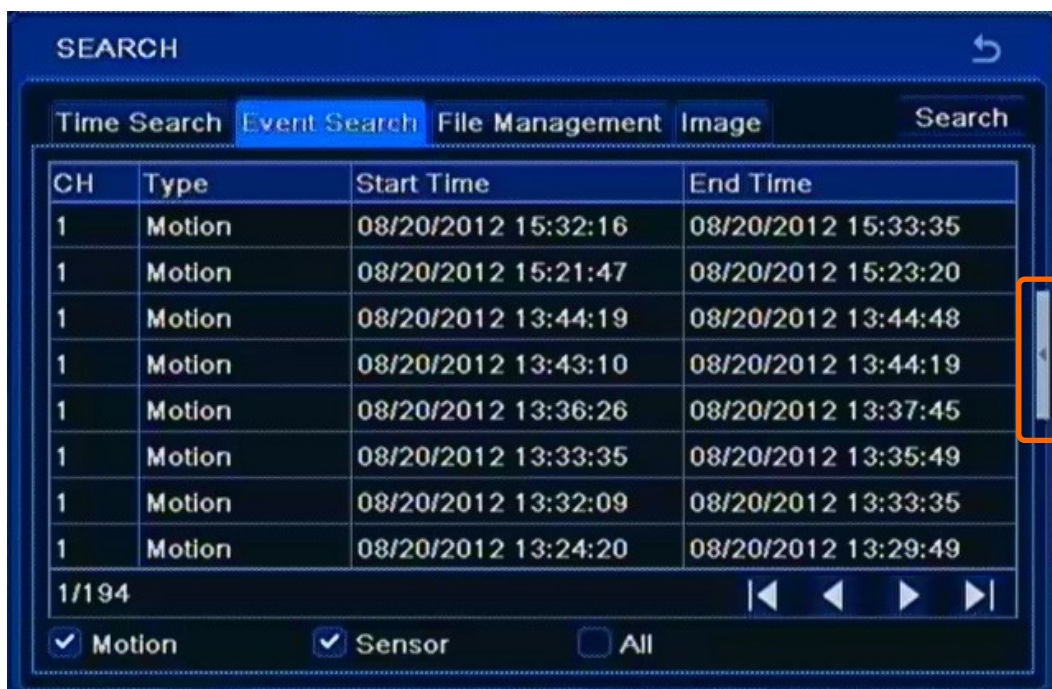 SEARCH
Time Search Event Search File Management Image Search
CH Type Start Time End Time
1 Motion 08/20/2012 15:32:16 08/20/2012 15:33:35
1 Motion 08/20/2012 15:21:47 08/20/2012 15:23:20
1 Motion 08/20/2012 13:44:19 08/20/2012 13:44:48
1 Motion 08/20/2012 13:43:10 08/20/2012 13:44:19
1 Motion 08/20/2012 13:36:26 08/20/2012 13:37:45
1 Motion 08/20/2012 13:33:35 08/20/2012 13:35:49
1 Motion 08/20/2012 13:32:09 08/20/2012 13:33:35
1 Motion 08/20/2012 13:24:20 08/20/2012 13:29:49
1/194
Motion Sensor All